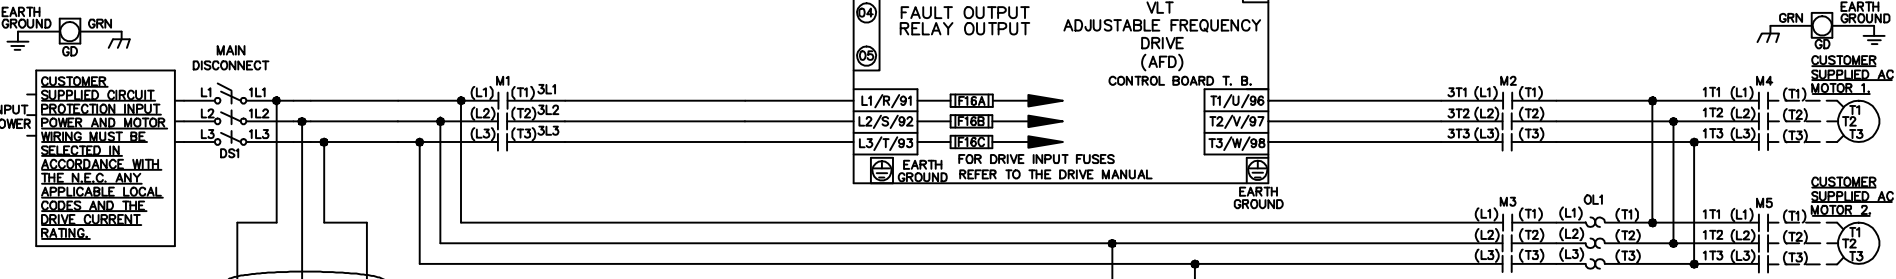 EARTH
GROUND
GRN
GD
MAIN
DISCONNECT
CUSTOMER
SUPPLIED CIRCUIT
PROTECTION INPUT
POWER AND MOTOR
WIRING MUST BE
SELECTED IN
ACCORDANCE WITH
THE N.E.C. ANY
APPLICABLE LOCAL
CODES AND THE
DRIVE CURRENT
RATING.
L1 1L1
L2 1L2
L3 1L3
DS1
M1
(L1) (T1) 3L1
(L2) (T2) 3L2
(L3) (T3) 3L3
04
05
FAULT OUTPUT
RELAY OUTPUT
VLT
ADJUSTABLE FREQUENCY
DRIVE
(AFD)
CONTROL BOARD T. B.
L1/R/91 F16A
L2/S/92 F16B
L3/T/93 F16C
T1/U/96
T2/V/97
T3/W/98
EARTH
GROUND
FOR DRIVE INPUT FUSES
REFER TO THE DRIVE MANUAL
EARTH
GROUND
M2
3T1 (L1) (T1)
3T2 (L2) (T2)
3T3 (L3) (T3)
M3
(L1) (T1)
(L2) (T2)
(L3) (T3)
OL1
(L1) (T1)
(L2) (T2)
(L3) (T3)
GRN
GD
EARTH
GROUND
CUSTOMER
SUPPLIED AC
MOTOR 1.
M4
1T1 (L1) (T1)
1T2 (L2) (T2)
1T3 (L3) (T3)
T1
T2
T3
CUSTOMER
SUPPLIED AC
MOTOR 2.
M5
1T1 (L1) (T1)
1T2 (L2) (T2)
1T3 (L3) (T3)
T1
T2
T3